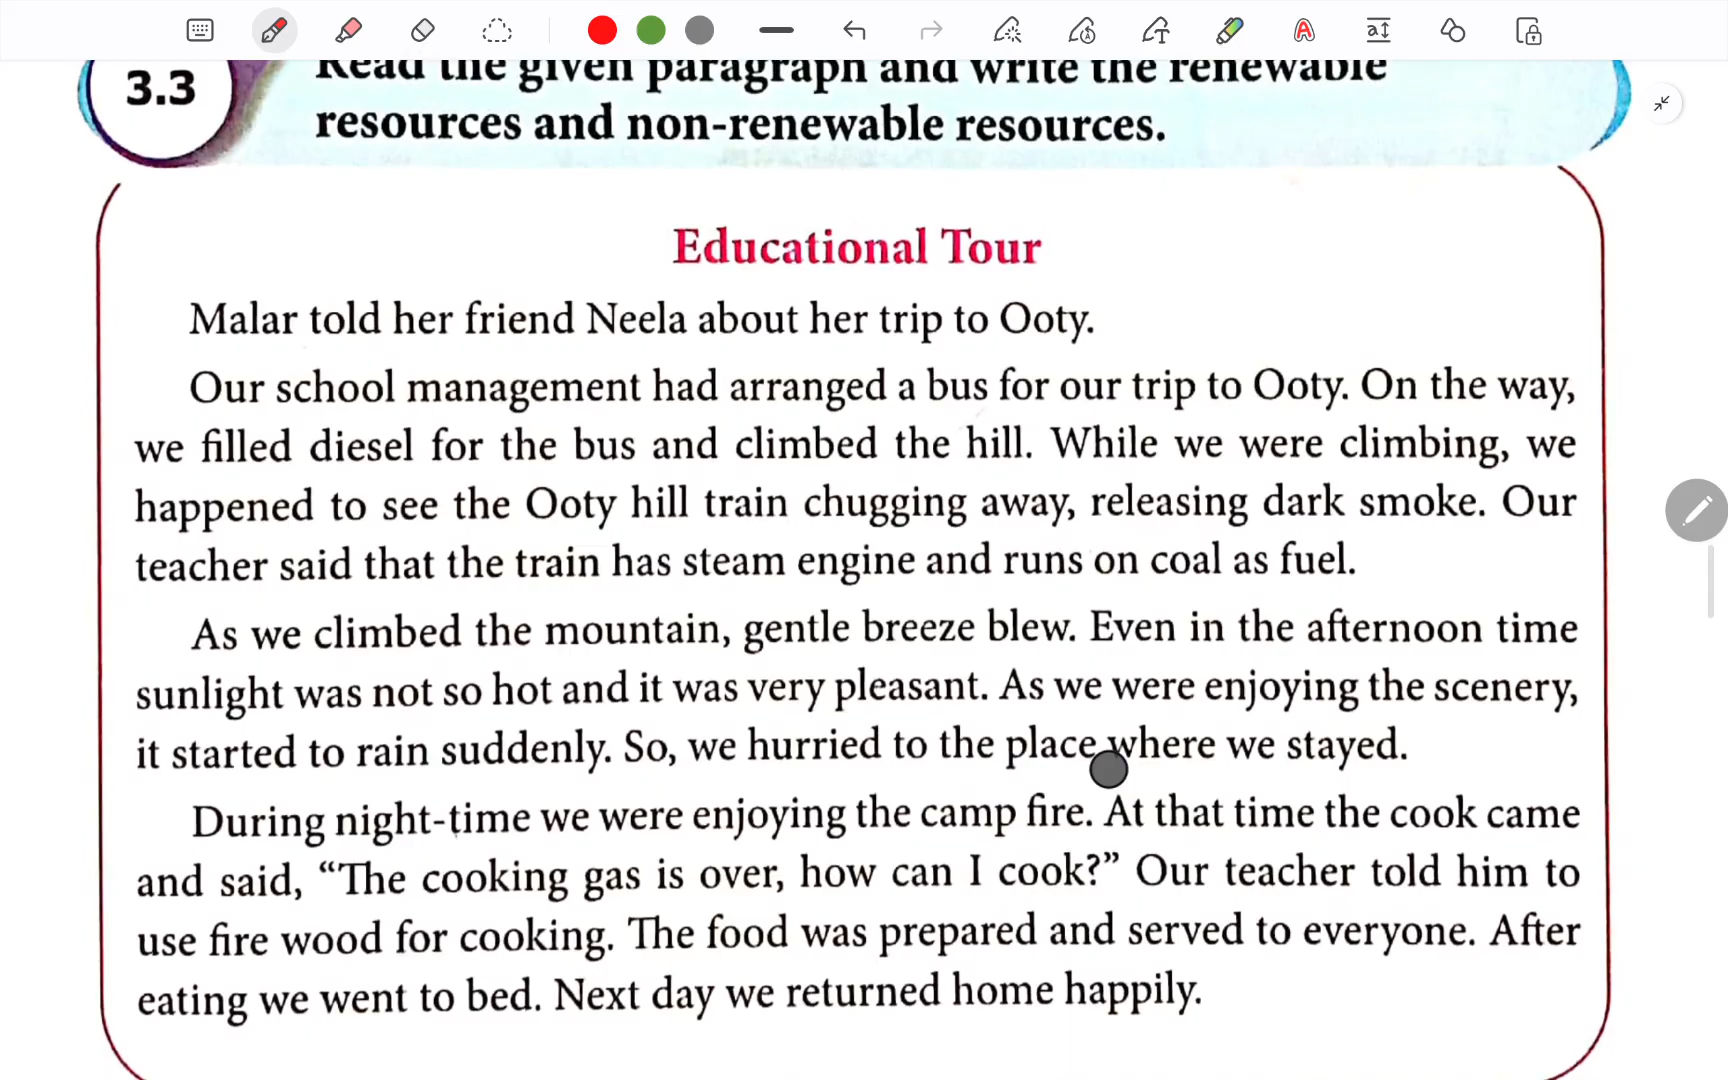 3.3
Read the given paragraph and write the renewable
resources and non-renewable resources.
Educational Tour
Malar told her friend Neela about her trip to Ooty.
Our school management had arranged a bus for our trip to Ooty. On the way,
we filled diesel for the bus and climbed the hill. While we were climbing, we
happened to see the Ooty hill train chugging away, releasing dark smoke. Our
teacher said that the train has steam engine and runs on coal as fuel.
As we climbed the mountain, gentle breeze blew. Even in the afternoon time
sunlight was not so hot and it was very pleasant. As we were enjoying the scenery,
it started to rain suddenly. So, we hurried to the place where we stayed.
During night-time we were enjoying the camp fire. At that time the cook came
and said, “The cooking gas is over, how can I cook?” Our teacher told him to
use fire wood for cooking. The food was prepared and served to everyone. After
eating we went to bed. Next day we returned home happily.